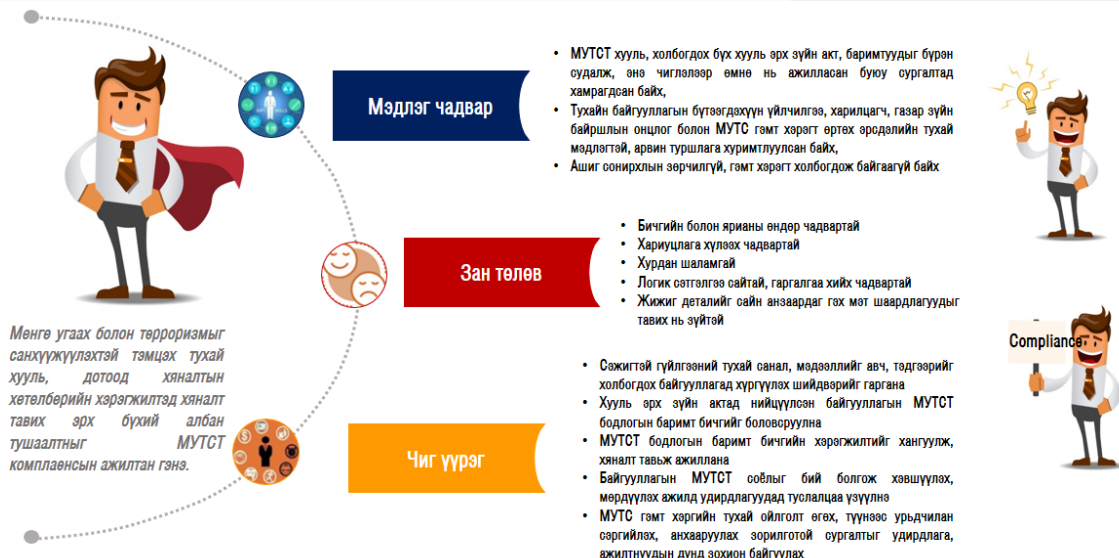 Мэдлэг чадвар
• МУТСТ хууль, холбогдох бүх хууль эрх зүйн акт, баримтуудыг бүрэн
судалж, энэ чиглэлээр өмнө нь ажилласан буюу сургалтад
хамрагдсан байх,
• Тухайн байгууллагын бүтээгдэхүүн үйлчилгээ, харилцагч, газар зүйн
байршлын онцлог болон МУТС гэмт хэрэгт өртөх эрсдэлийн тухай
мэдлэгтэй, арвин туршлага хуримтлуулсан байх,
• Ашиг сонирхлын зөрчилгүй, гэмт хэрэгт холбогдож байгаагүй байх
Зан төлөв
• Бичгийн болон ярианы өндөр чадвартай
• Хариуцлага хүлээх чадвартай
• Хурдан шаламгай
• Логик сэтгэлгээ сайтай, гаргалгаа хийх чадвартай
• Жижиг деталийг сайн анзаардаг гэх мэт шаардлагуудыг
тавих нь зүйтэй
Compliance
Мөнгө угаах болон терроризмыг
санхүүжүүлэхтэй тэмцэх тухай
хууль, дотоод хяналтын
хөтөлбөрийн хэрэгжилтэд хяналт
тавих эрх бүхий албан
тушаалтныг МУТСТ
комплаенсын ажилтан гэнэ.
Чиг үүрэг
• Сэжигтэй гүйлгээний тухай санал, мэдээллийг авч, тэдгээрийг
холбогдох байгууллагад хүргүүлэх шийдвэрийг гаргана
• Хууль эрх зүйн актад нийцүүлсэн байгууллагын МУТСТ
бодлогын баримт бичгийг боловсруулна
• МУТСТ бодлогын баримт бичгийн хэрэгжилтийг хангуулж,
хяналт тавьж ажиллана
• Байгууллагын МУТСТ соёлыг бий болгож хэвшүүлэх,
мөрдүүлэх ажилд удирдлагуудад туслалцаа үзүүлнэ
• МУТС гэмт хэргийн тухай ойлголт өгөх, түүнээс урьдчилан
сэргийлэх, анхааруулах зорилготой сургалтыг удирдлага,
ажилтнуудын дунд зохион байгуулах